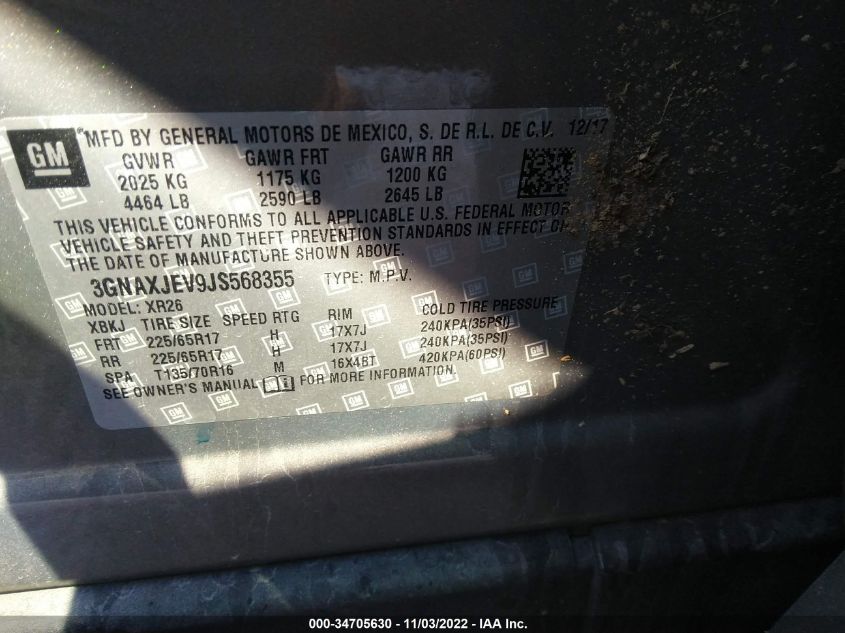 GM
MFD BY GENERAL MOTORS DE MEXICO, S. DE R.L. DE C.V. 12/17
GVWR GAWR FRT GAWR RR
2025 KG 1175 KG 1200 KG
4464 LB 2590 LB 2645 LB
THIS VEHICLE CONFORMS TO ALL APPLICABLE U.S. FEDERAL MOTOR
VEHICLE SAFETY AND THEFT PREVENTION STANDARDS IN EFFECT ON
THE DATE OF MANUFACTURE SHOWN ABOVE.
3GNAXJEV9JS568355 TYPE: M.P.V.
MODEL: XR26
XBKJ TIRE SIZE SPEED RTG RIM COLD TIRE PRESSURE
FRT 225/65R17 H 17X7J 240KPA(35PSI)
RR 225/65R17 H 17X7J 240KPA(35PSI)
SPA T135/70R16 M 16X4BT 420KPA(60PSI)
SEE OWNER'S MANUAL FOR MORE INFORMATION.
000-34705630 - 11/03/2022 - IAA Inc.